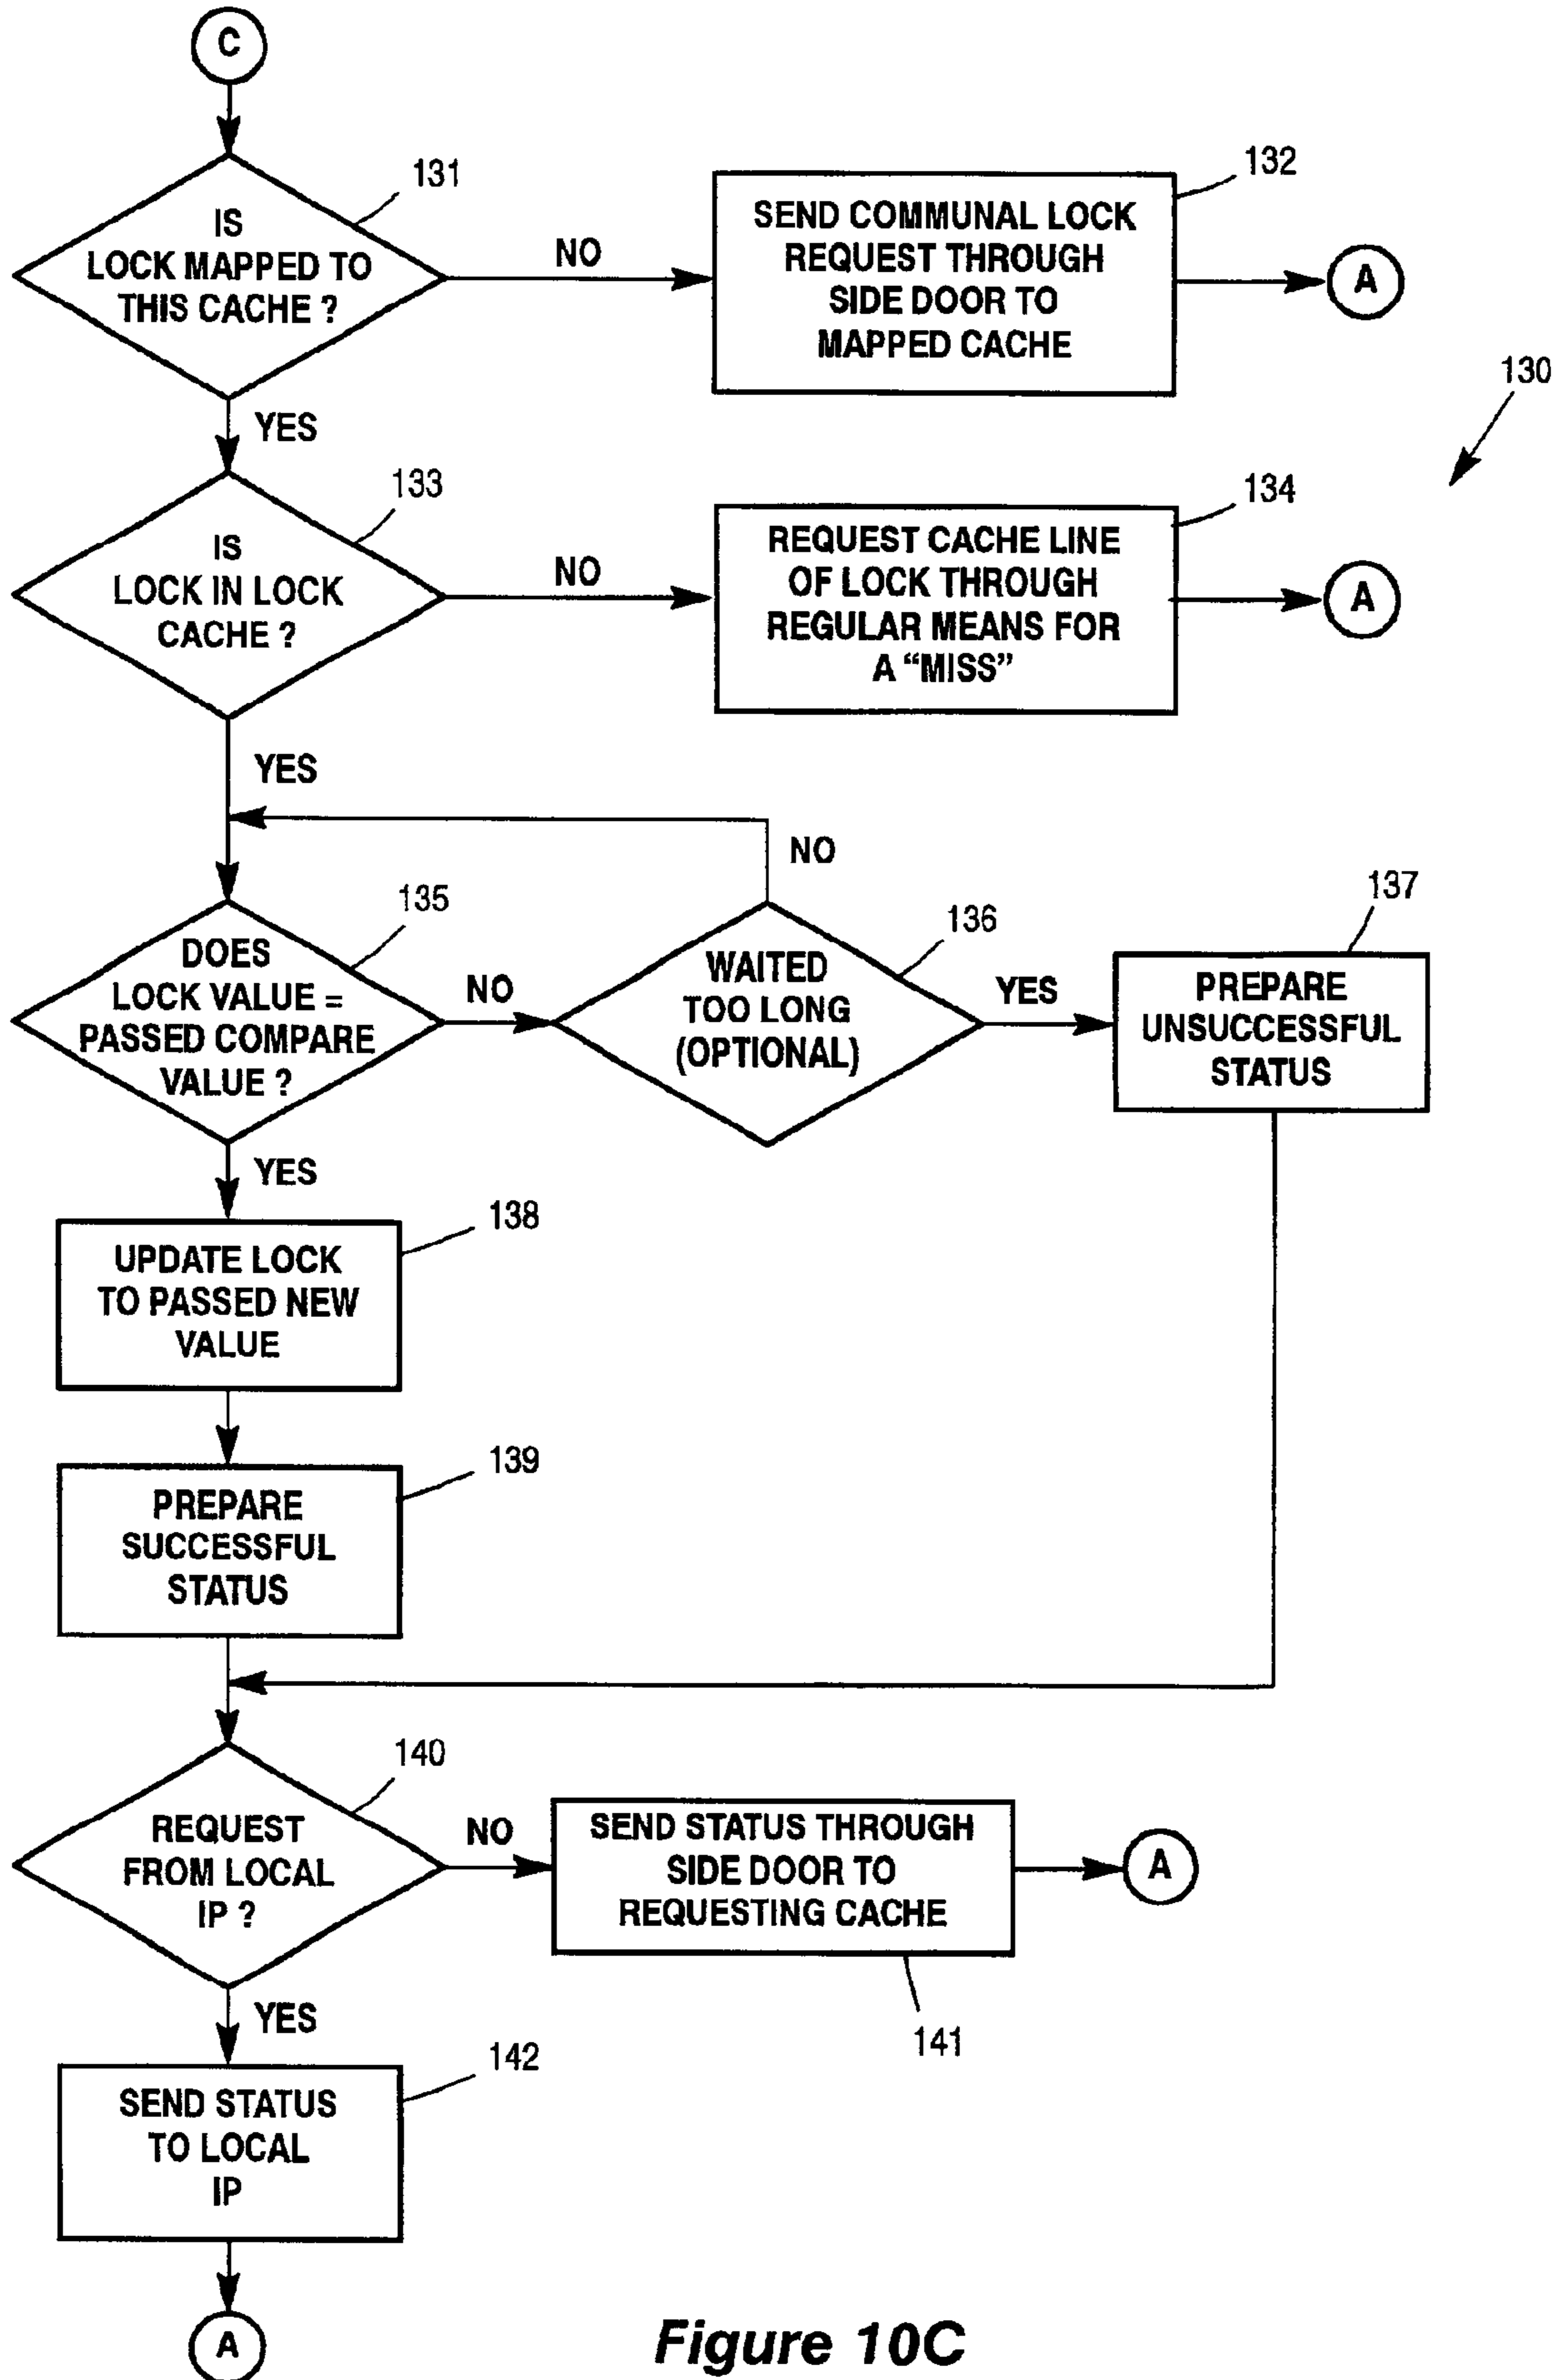 C
131
IS
LOCK MAPPED TO
THIS CACHE ?
NO
132
SEND COMMUNAL LOCK
REQUEST THROUGH
SIDE DOOR TO
MAPPED CACHE
A
130
YES
133
IS
LOCK IN LOCK
CACHE ?
NO
134
REQUEST CACHE LINE
OF LOCK THROUGH
REGULAR MEANS FOR
A “MISS”
A
YES
NO
135
DOES
LOCK VALUE =
PASSED COMPARE
VALUE ?
NO
136
WAITED
TOO LONG
(OPTIONAL)
YES
137
PREPARE
UNSUCCESSFUL
STATUS
YES
138
UPDATE LOCK
TO PASSED NEW
VALUE
139
PREPARE
SUCCESSFUL
STATUS
140
REQUEST
FROM LOCAL
IP ?
NO
SEND STATUS THROUGH
SIDE DOOR TO
REQUESTING CACHE
141
A
YES
142
SEND STATUS
TO LOCAL
IP
A
Figure 10C